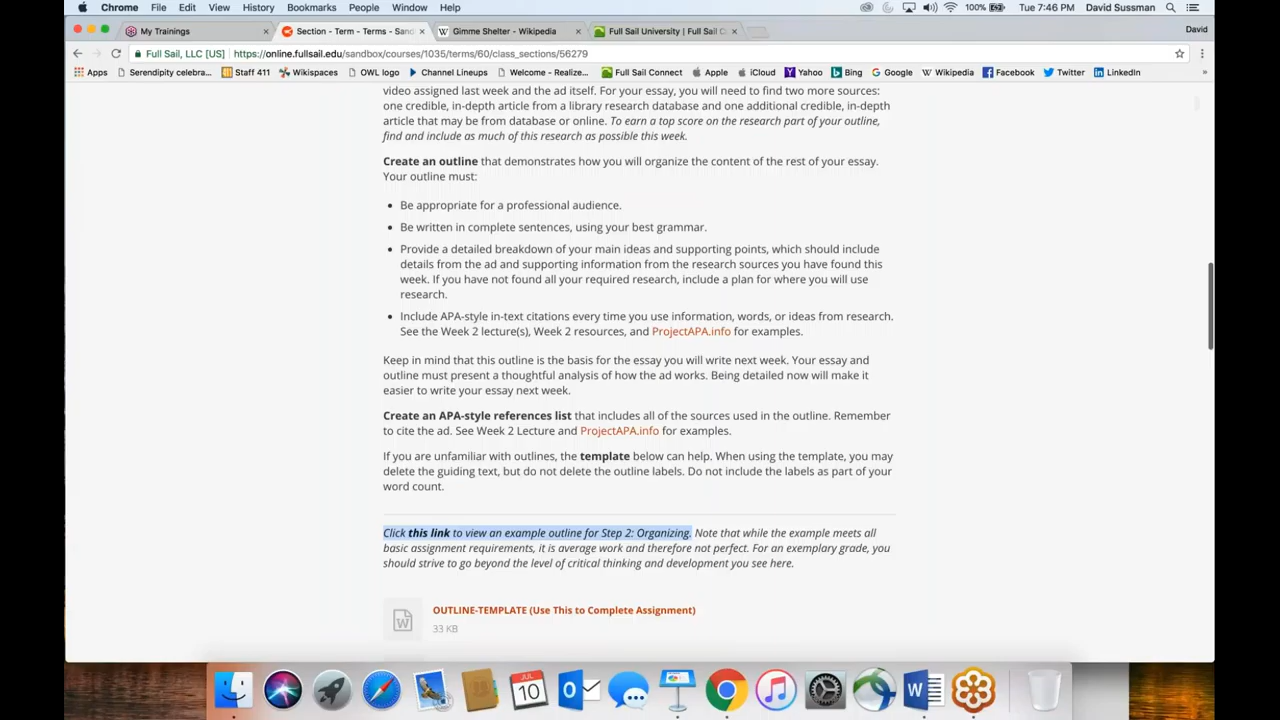 Chrome File Edit View History Bookmarks People Window Help 100% Tue 7:46 PM David Sussman
My Trainings Section - Term - Terms - Sand Gimme Shelter - Wikipedia Full Sail University | Full Sail C David
Full Sail, LLC [US] https://online.fullsail.edu/sandbox/courses/1035/terms/60/class_sections/56279
Apps Serendipity celebra... Staff 411 Wikispaces OWL logo Channel Lineups Welcome - Realize... Full Sail Connect Apple iCloud Yahoo Bing Google Wikipedia Facebook Twitter LinkedIn »
video assigned last week and the ad itself. For your essay, you will need to find two more sources:
one credible, in-depth article from a library research database and one additional credible, in-depth
article that may be from database or online. To earn a top score on the research part of your outline,
find and include as much of this research as possible this week.
Create an outline that demonstrates how you will organize the content of the rest of your essay.
Your outline must:
• Be appropriate for a professional audience.
• Be written in complete sentences, using your best grammar.
• Provide a detailed breakdown of your main ideas and supporting points, which should include
details from the ad and supporting information from the research sources you have found this
week. If you have not found all your required research, include a plan for where you will use
research.
• Include APA-style in-text citations every time you use information, words, or ideas from research.
See the Week 2 lecture(s), Week 2 resources, and ProjectAPA.info for examples.
Keep in mind that this outline is the basis for the essay you will write next week. Your essay and
outline must present a thoughtful analysis of how the ad works. Being detailed now will make it
easier to write your essay next week.
Create an APA-style references list that includes all of the sources used in the outline. Remember
to cite the ad. See Week 2 Lecture and ProjectAPA.info for examples.
If you are unfamiliar with outlines, the template below can help. When using the template, you may
delete the guiding text, but do not delete the outline labels. Do not include the labels as part of your
word count.
Click this link to view an example outline for Step 2: Organizing. Note that while the example meets all
basic assignment requirements, it is average work and therefore not perfect. For an exemplary grade, you
should strive to go beyond the level of critical thinking and development you see here.
W OUTLINE-TEMPLATE (Use This to Complete Assignment)
33 KB
JUL
10